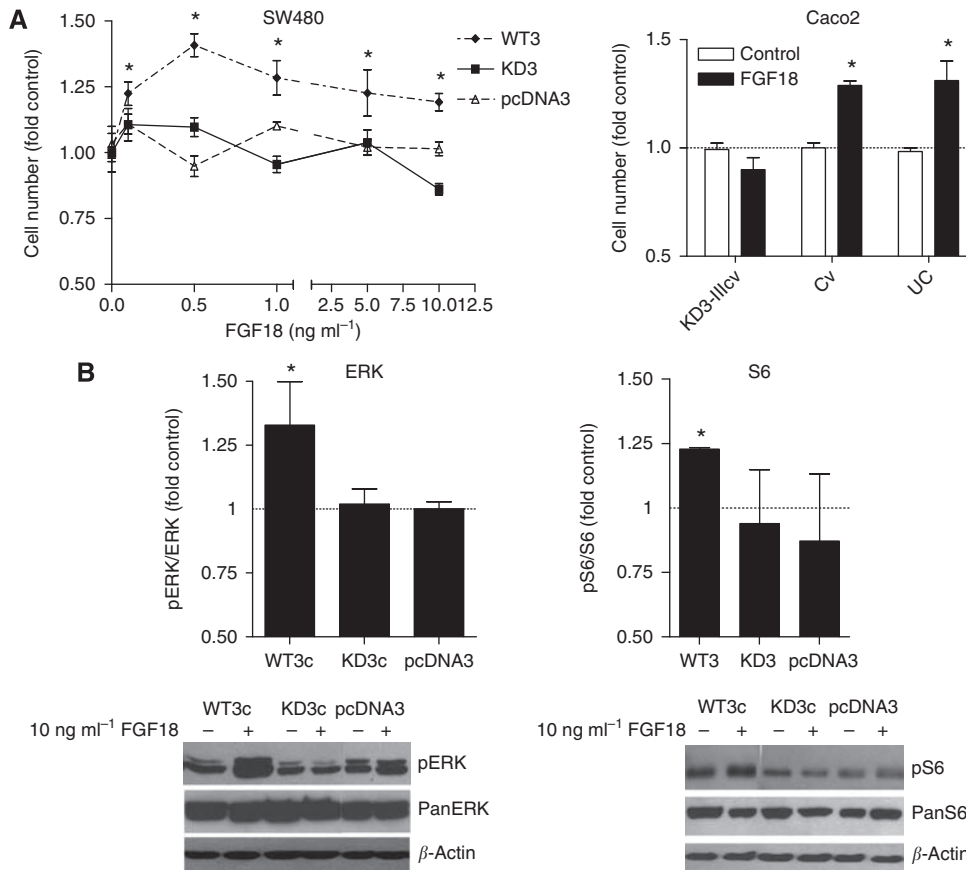 A
SW480
Cell number (fold control)
1.50
1.25
1.00
0.75
0.50
* * * * *
0.0 0.5 1.0 2.5 5.0 7.5 10.0 12.5
FGF18 (ng ml⁻¹)
WT3
KD3
pcDNA3
Caco2
Cell number (fold control)
1.5
1.0
0.5
Control
FGF18
* *
KD3-IIIcv Cv UC
B
ERK
pERK/ERK (fold control)
1.50
1.25
1
0.75
0.50
*
WT3c KD3c pcDNA3
S6
pS6/S6 (fold control)
1.50
1.25
1
0.75
0.50
*
WT3 KD3 pcDNA3
WT3c KD3c pcDNA3
10 ng ml⁻¹ FGF18 − + − + − +
pERK
PanERK
β-Actin
WT3c KD3c pcDNA3
10 ng ml⁻¹ FGF18 − + − + − +
pS6
PanS6
β-Actin